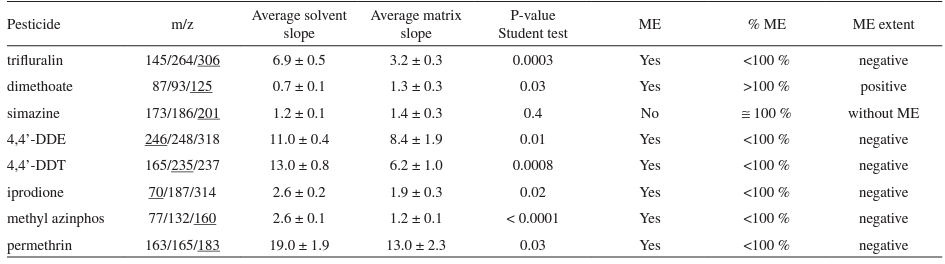 Pesticide m/z Average solvent slope Average matrix slope P-value Student test ME % ME ME extent
trifluralin 145/264/306 6.9 ± 0.5 3.2 ± 0.3 0.0003 Yes <100 % negative
dimethoate 87/93/125 0.7 ± 0.1 1.3 ± 0.3 0.03 Yes >100 % positive
simazine 173/186/201 1.2 ± 0.1 1.4 ± 0.3 0.4 No ≅ 100 % without ME
4,4’-DDE 246/248/318 11.0 ± 0.4 8.4 ± 1.9 0.01 Yes <100 % negative
4,4’-DDT 165/235/237 13.0 ± 0.8 6.2 ± 1.0 0.0008 Yes <100 % negative
iprodione 70/187/314 2.6 ± 0.2 1.9 ± 0.3 0.02 Yes <100 % negative
methyl azinphos 77/132/160 2.6 ± 0.1 1.2 ± 0.1 < 0.0001 Yes <100 % negative
permethrin 163/165/183 19.0 ± 1.9 13.0 ± 2.3 0.03 Yes <100 % negative